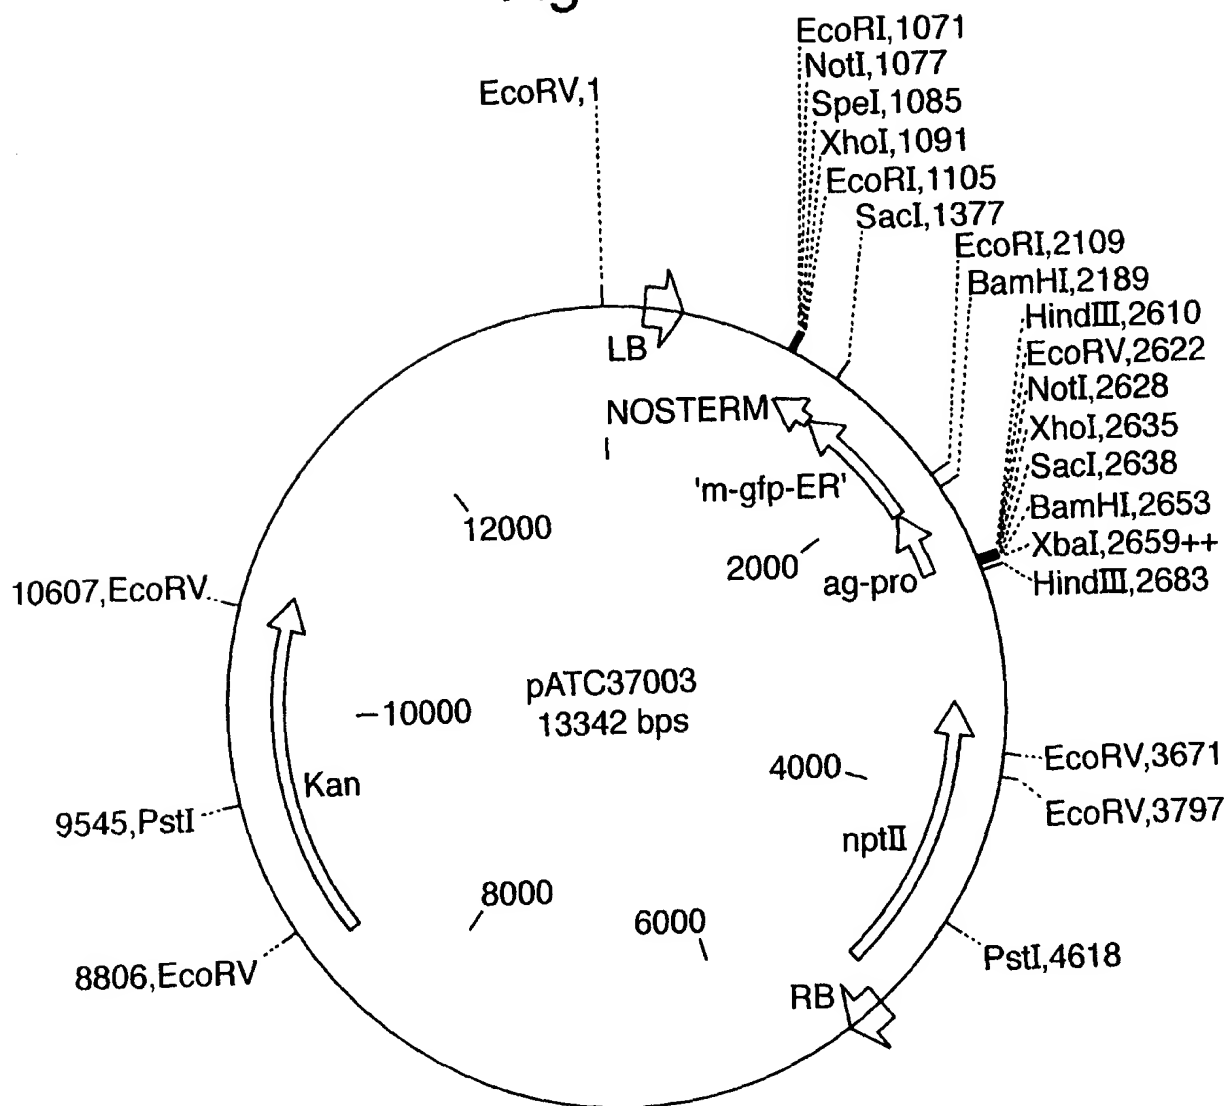 EcoRI,1071
NotI,1077
EcoRV,1
SpeI,1085
XhoI,1091
EcoRI,1105
SacI,1377
EcoRI,2109
BamHI,2189
HindIII,2610
LB
EcoRV,2622
NotI,2628
NOSTERM
XhoI,2635
SacI,2638
'm-gfp-ER'
BamHI,2653
12000
XbaI,2659++
2000
ag-pro
HindIII,2683
10607,EcoRV
pATC37003
10000
13342 bps
4000
EcoRV,3671
Kan
EcoRV,3797
9545,PstI
nptII
8000
6000
PstI,4618
8806,EcoRV
RB